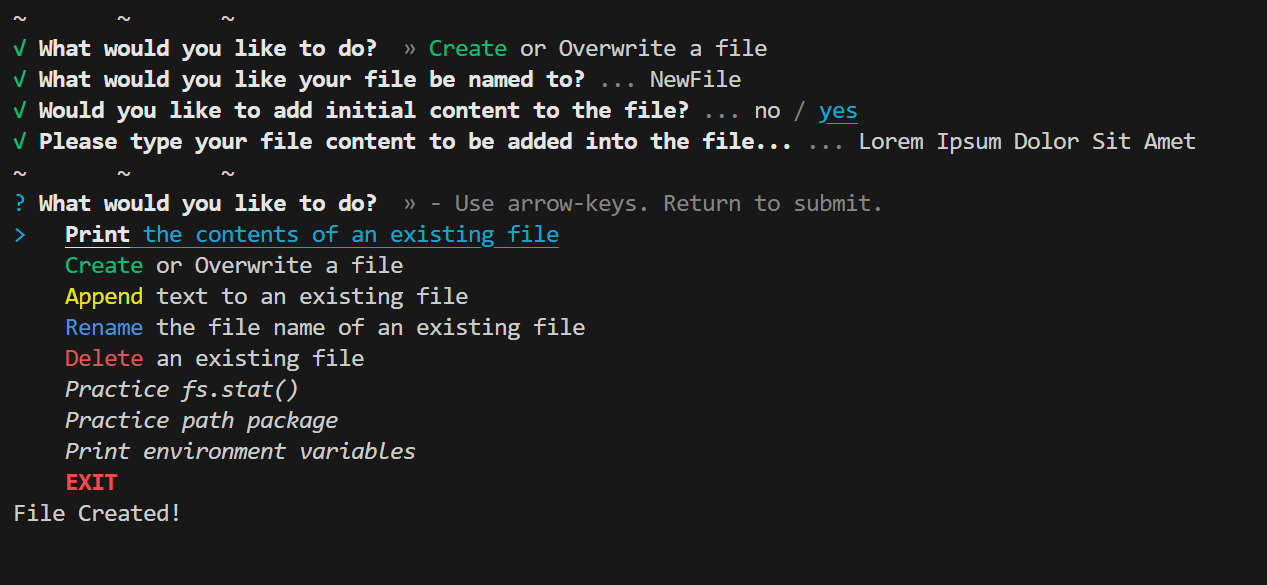 ~ ~ ~
√ What would you like to do? » Create or Overwrite a file
√ What would you like your file be named to? ... NewFile
√ Would you like to add initial content to the file? ... no / yes
√ Please type your file content to be added into the file... ... Lorem Ipsum Dolor Sit Amet
~ ~ ~
? What would you like to do? » - Use arrow-keys. Return to submit.
> Print the contents of an existing file
Create or Overwrite a file
Append text to an existing file
Rename the file name of an existing file
Delete an existing file
Practice fs.stat()
Practice path package
Print environment variables
EXIT
File Created!